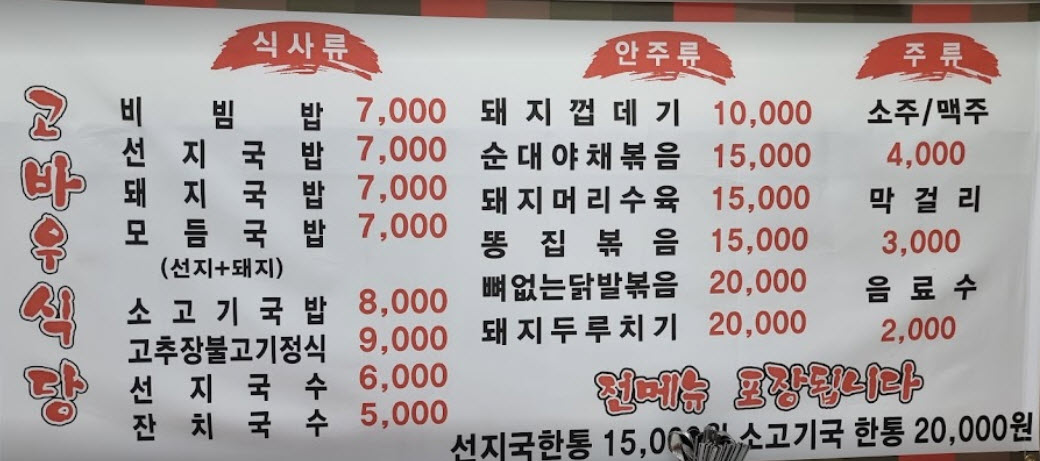 고바우식당
식사류
비빔밥 7,000
선지국밥 7,000
돼지국밥 7,000
모듬국밥 7,000
(선지+돼지)
소고기국밥 8,000
고추장불고기정식 9,000
선지국수 6,000
잔치국수 5,000
안주류
돼지껍데기 10,000
순대야채볶음 15,000
돼지머리수육 15,000
똥집볶음 15,000
뼈없는닭발볶음 20,000
돼지두루치기 20,000
주류
소주/맥주
4,000
막걸리
3,000
음료수
2,000
전메뉴 포장됩니다
선지국한통 소고기국 한통 20,000원